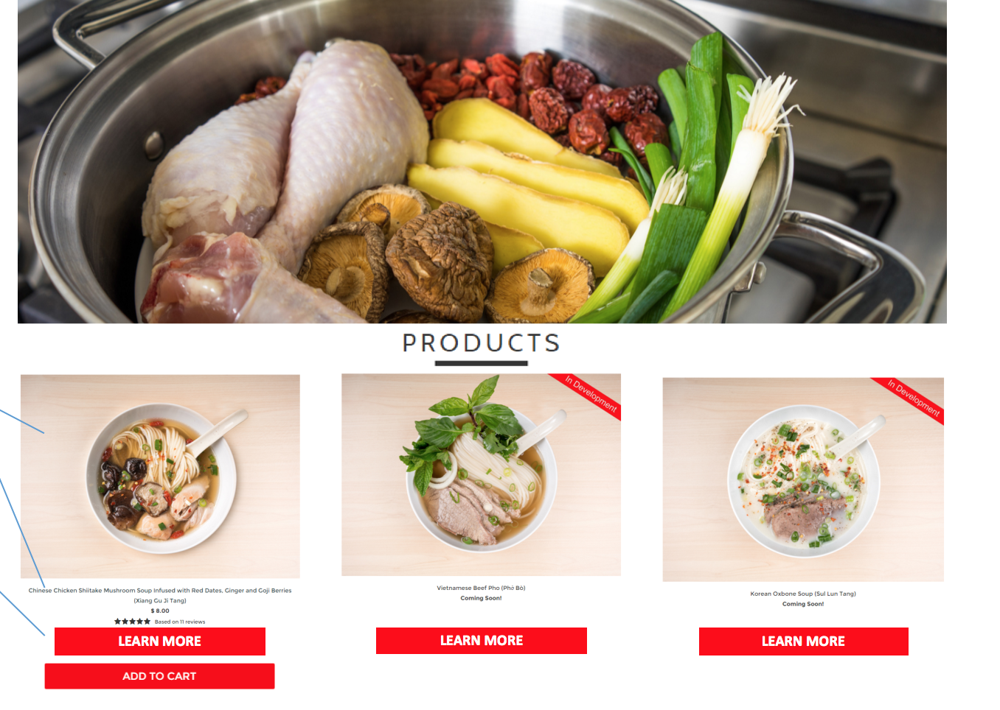 PRODUCTS
In Development
In Development
Chinese Chicken Shiitake Mushroom Soup Infused with Red Dates, Ginger and Goji Berries
(Xiang Gu Ji Tang)
$ 8.00
Based on 11 reviews
LEARN MORE
ADD TO CART
Vietnamese Beef Pho (Phở Bò)
Coming Soon!
LEARN MORE
Korean Oxbone Soup (Sul Lun Tang)
Coming Soon!
LEARN MORE